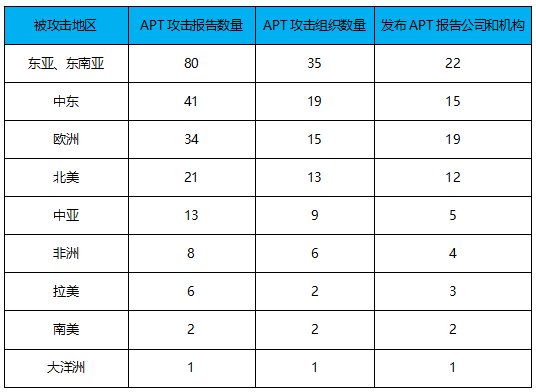 被攻击地区 APT 攻击报告数量 APT 攻击组织数量 发布 APT 报告公司和机构
东亚、东南亚 80 35 22
中东 41 19 15
欧洲 34 15 19
北美 21 13 12
中亚 13 9 5
非洲 8 6 4
拉美 6 2 3
南美 2 2 2
大洋洲 1 1 1